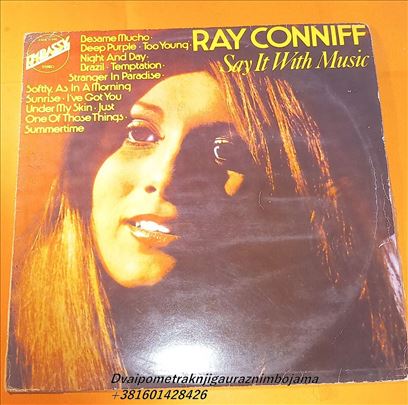 EMBASSY
STEREO
Besame Mucho ·
Deep Purple · Too Young ·
Night And Day ·
Brazil · Temptation ·
Stranger In Paradise ·
Softly, As In A Morning
Sunrise · I've Got You
Under My Skin · Just
One Of Those Things ·
Summertime
RAY CONNIFF
Say It With Music
Dvaipometraknjigauraznimbojama
+381601428426